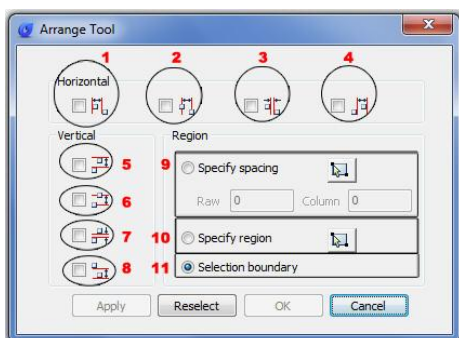 Arrange Tool
1 2 3 4
Horizontal
Vertical Region
5 9 Specify spacing
6 Raw 0 Column 0
7 10 Specify region
8 11 Selection boundary
Apply Reselect OK Cancel